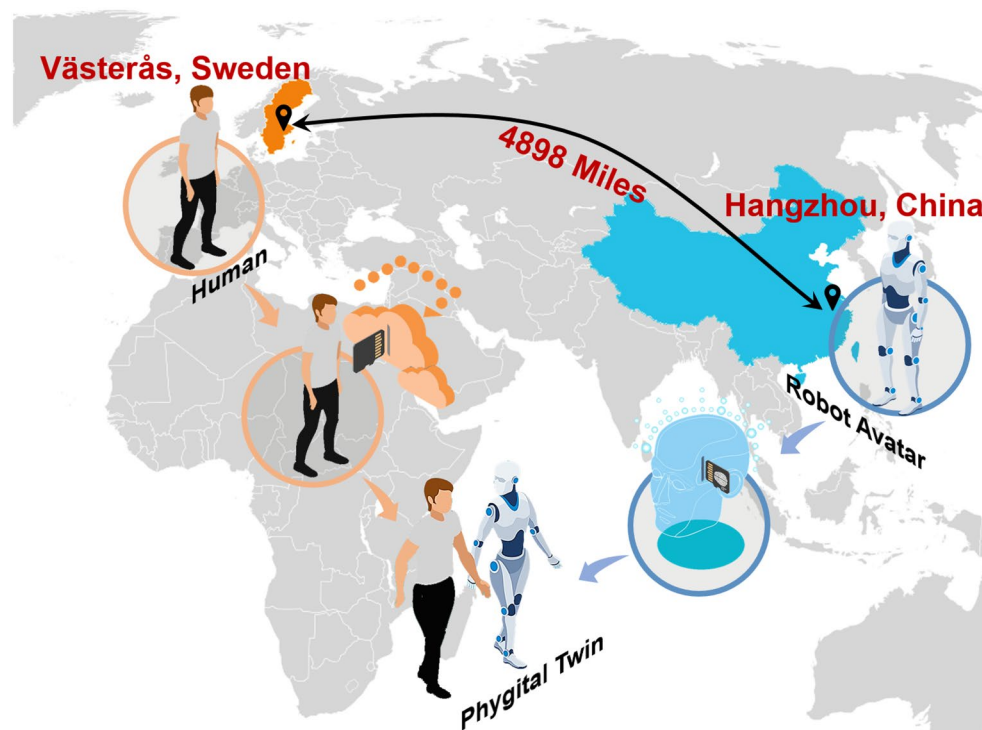 Västerås, Sweden
4898 Miles
Hangzhou, China
Human
Robot Avatar
Phygital Twin